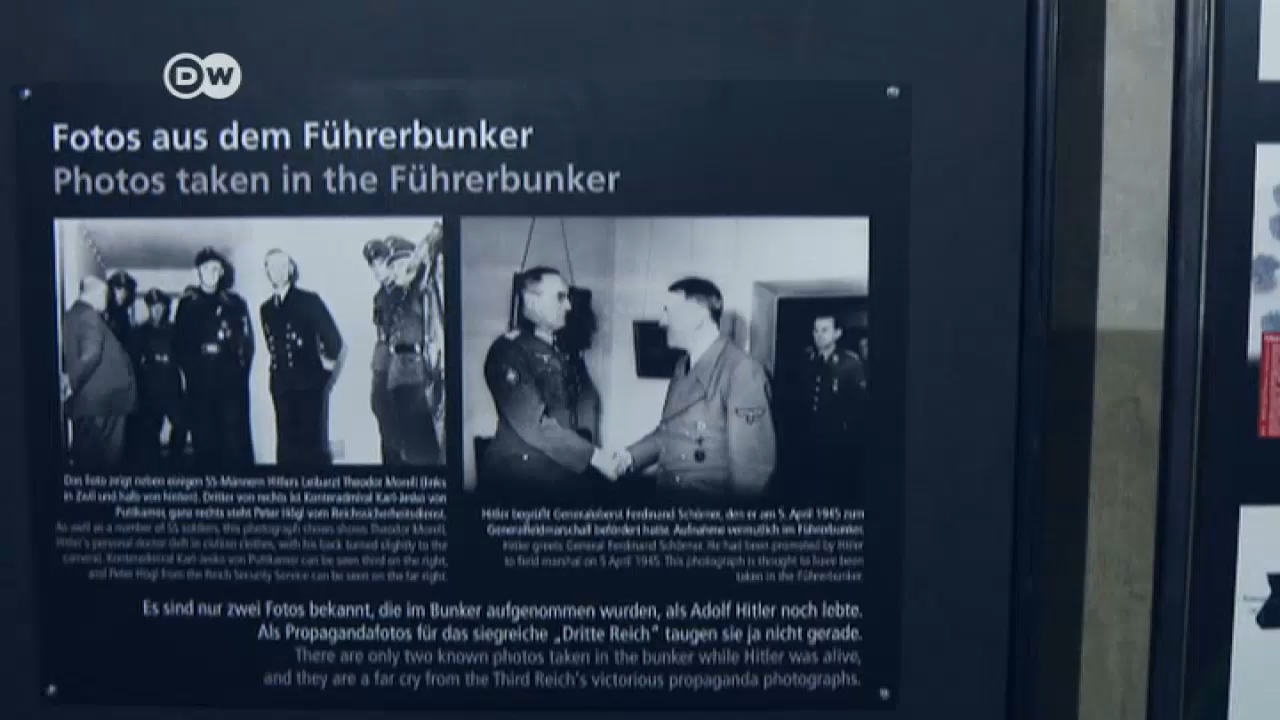 DW
Fotos aus dem Führerbunker
Photos taken in the Führerbunker
Das Foto zeigt neben einigen SS-Männern Hitlers Leibarzt Theodor Morell (links
in Zivil und halb von hinten). Dritter von rechts ist Konteradmiral Karl-Jesko von
Puttkamer, ganz rechts steht Peter Högl vom Reichssicherheitsdienst.
As well as a number of SS soldiers, this photograph shows Theodor Morell,
Hitler's personal doctor (left in civilian clothes, with his back turned slightly to the
camera). Konteradmiral Karl-Jesko von Puttkamer can be seen third on the right,
and Peter Högl from the Reich Security Service can be seen on the far right.
Hitler begrüßt Generaloberst Ferdinand Schörner, den er am 5. April 1945 zum
Generalfeldmarschall befördert hatte. Aufnahme vermutlich im Führerbunker.
Hitler greets General Ferdinand Schörner. He had been promoted by Hitler
to field marshal on 5 April 1945. This photograph is thought to have been
taken in the Führerbunker.
Es sind nur zwei Fotos bekannt, die im Bunker aufgenommen wurden, als Adolf Hitler noch lebte.
Als Propagandafotos für das siegreiche „Dritte Reich" taugen sie ja nicht gerade.
There are only two known photos taken in the bunker while Hitler was alive,
and they are a far cry from the Third Reich's victorious propaganda photographs.